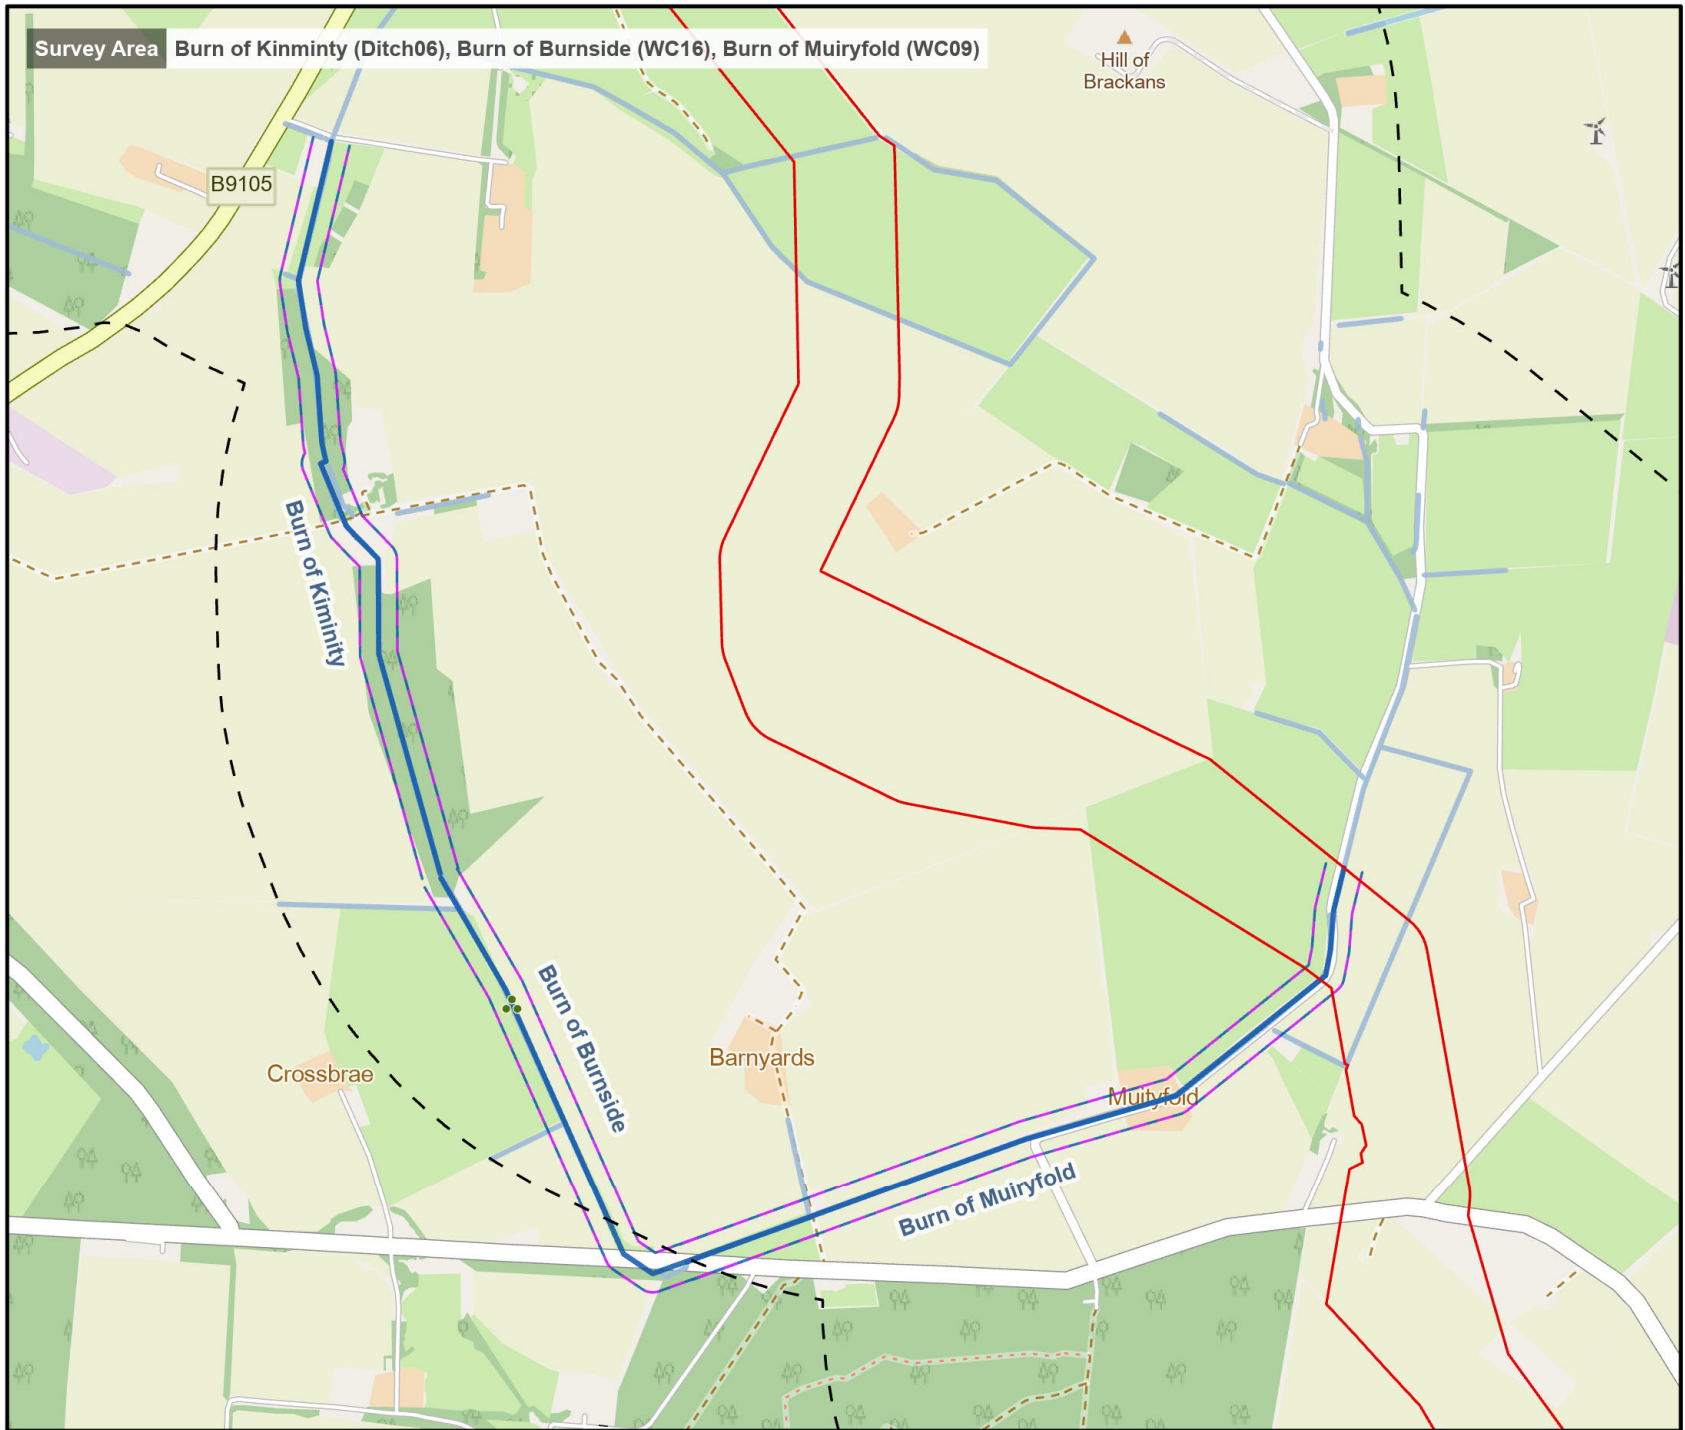 Survey Area Burn of Kinminty (Ditch06), Burn of Burnside (WC16), Burn of Muiryfold (WC09)
Hill of
Brackans
B9105
Burn of Kiminity
Burn of Burnside
Barnyards
Crossbrae
Muityfold
Burn of Muiryfold